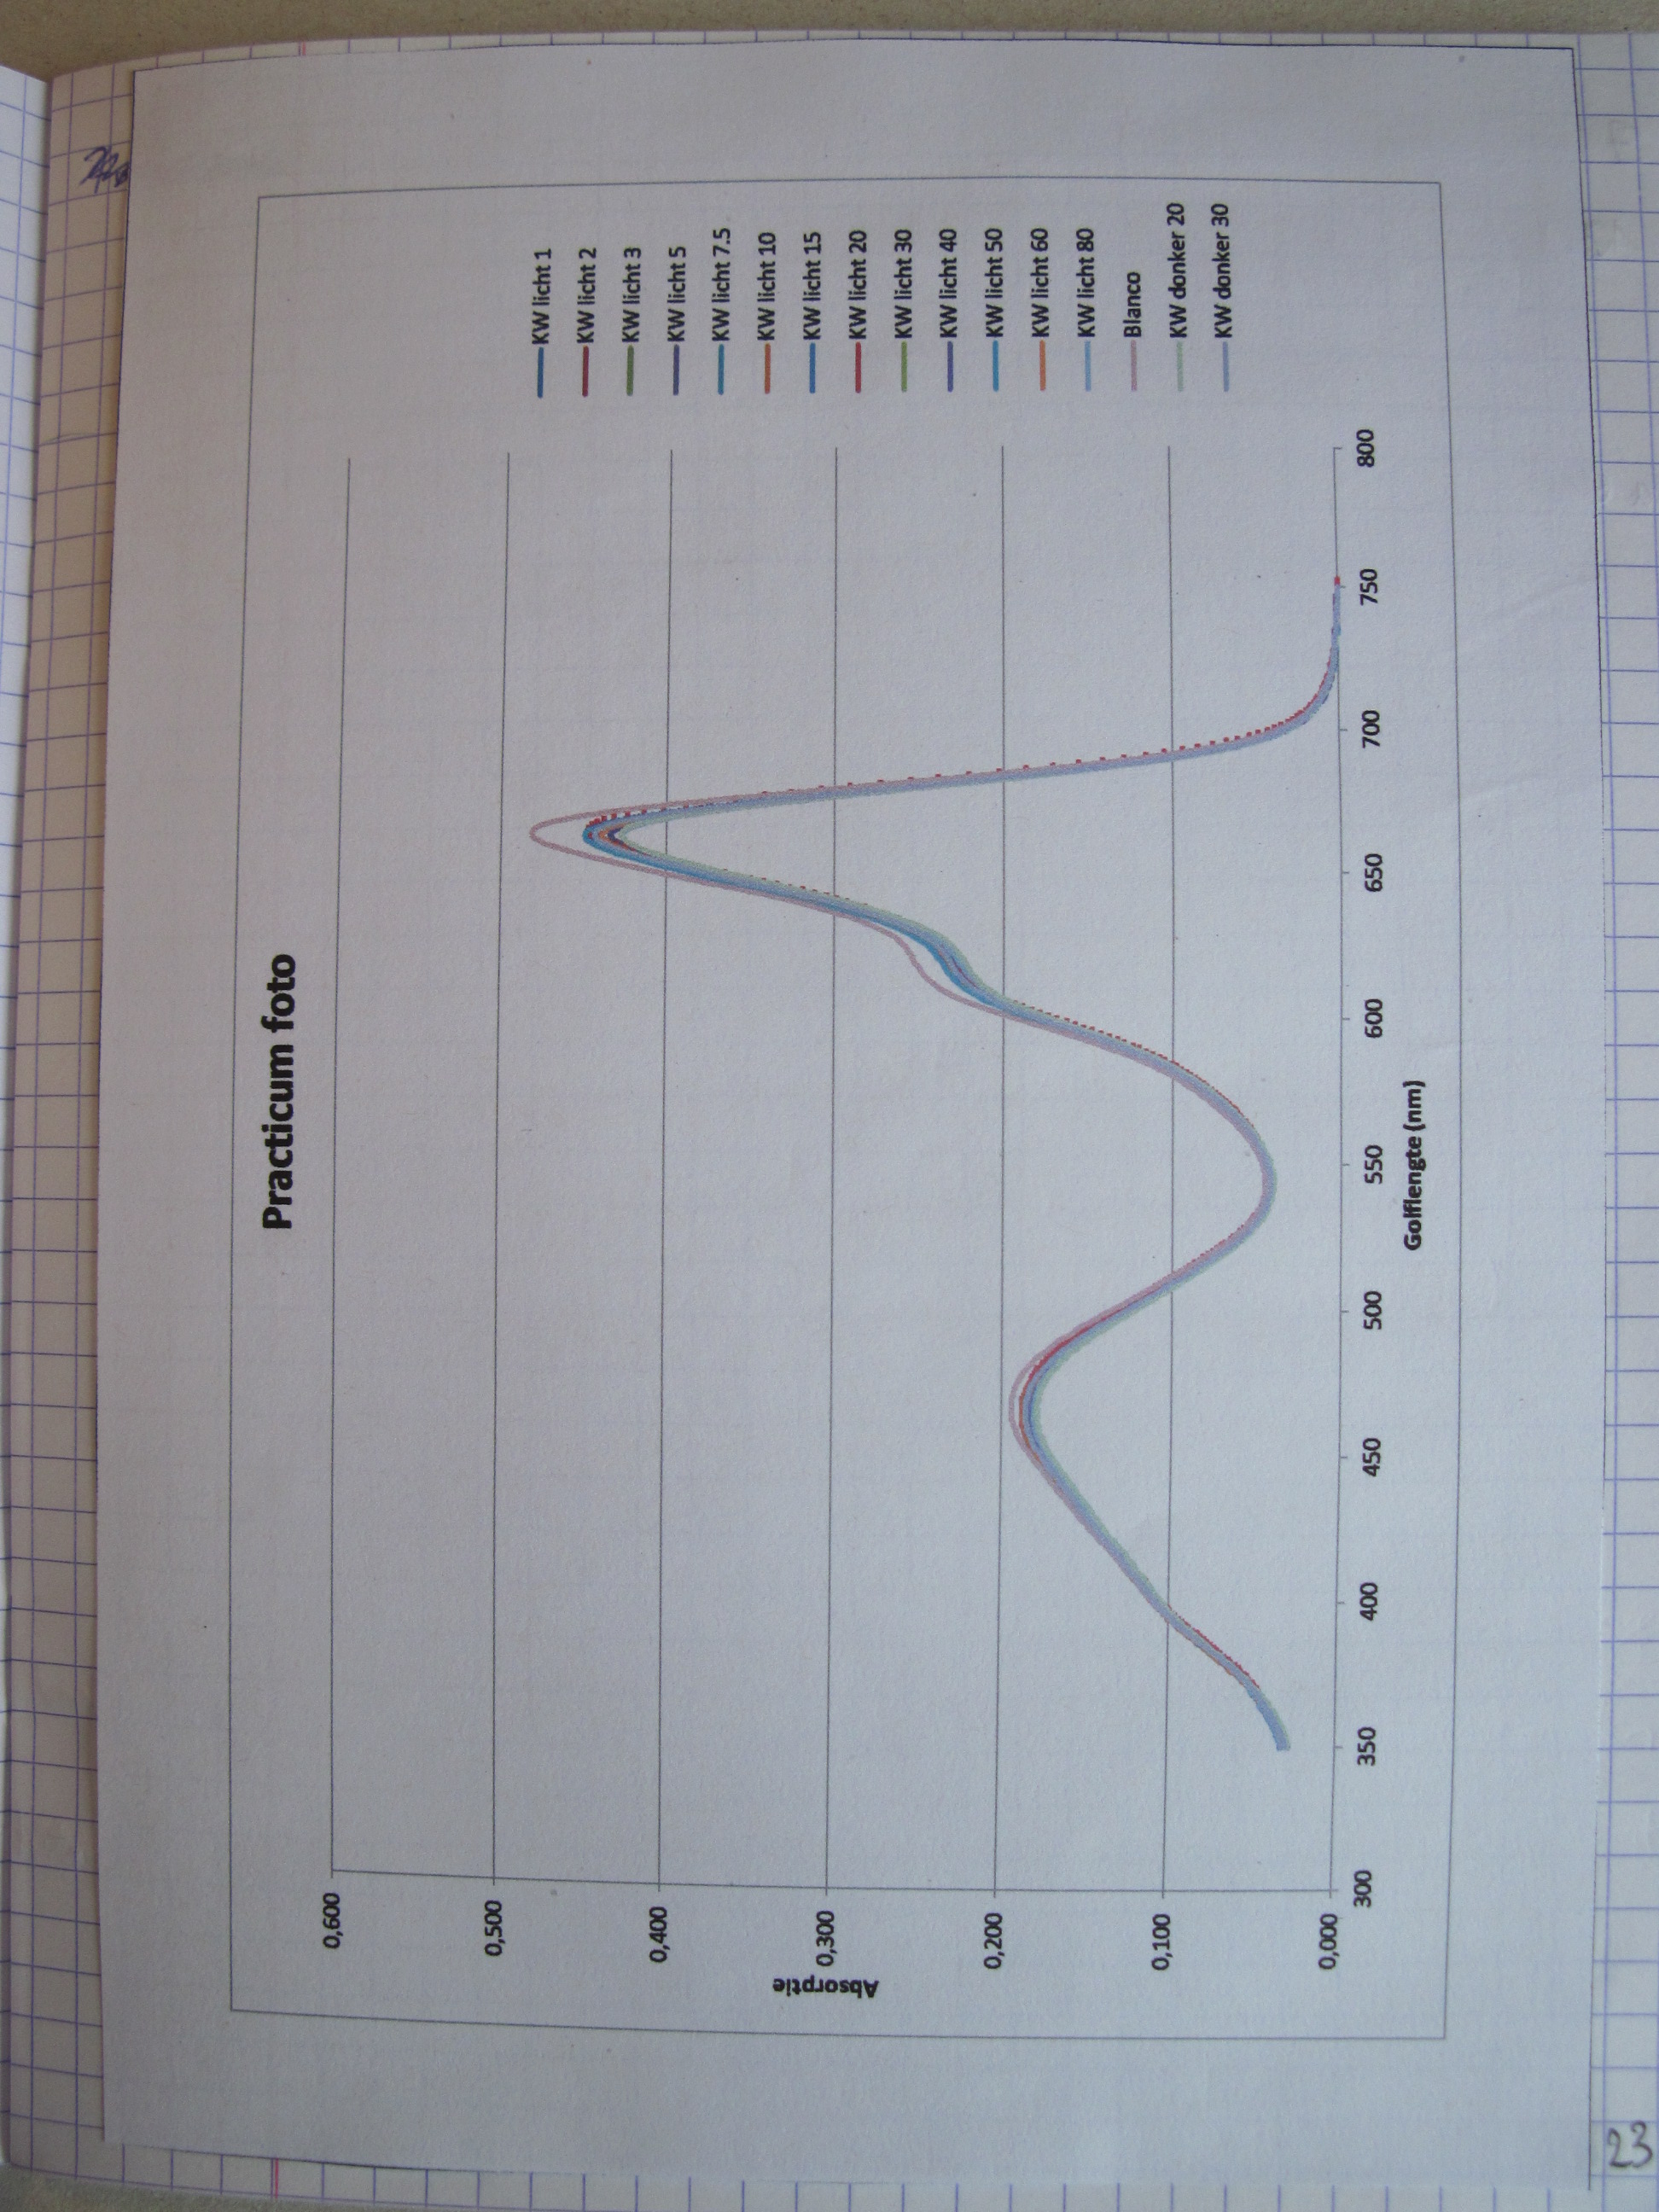 Practicum foto
Absorptie
0,600
0,500
0,400
0,300
0,200
0,100
0,000
300
350
400
450
500
550
600
650
700
750
800
Golflengte (nm)
KW licht 1
KW licht 2
KW licht 3
KW licht 5
KW licht 7.5
KW licht 10
KW licht 15
KW licht 20
KW licht 30
KW licht 40
KW licht 50
KW licht 60
KW licht 80
Blanco
KW donker 20
KW donker 30
23